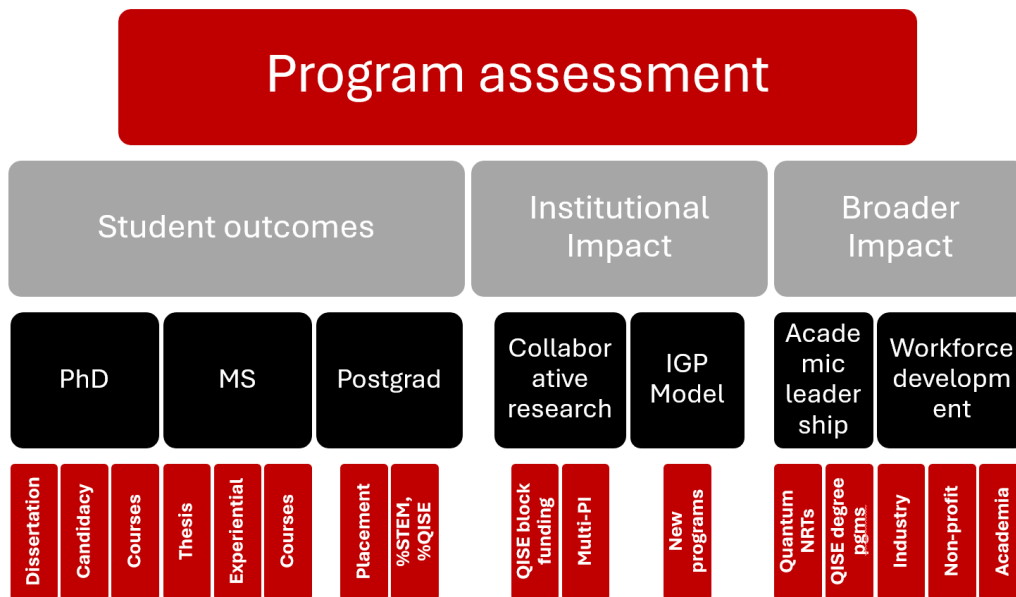 Program assessment
Student outcomes
Institutional
Impact
Broader
Impact
PhD
MS
Postgrad
Collabor
ative
research
IGP
Model
Acade
mic
leader
ship
Workforce
developm
ent
Dissertation
Candidacy
Courses
Thesis
Experiential
Courses
Placement
%STEM,
%QISE
QISE block
funding
Multi-PI
New
programs
Quantum
NRTs
QISE degree
pgms
Industry
Non-profit
Academia